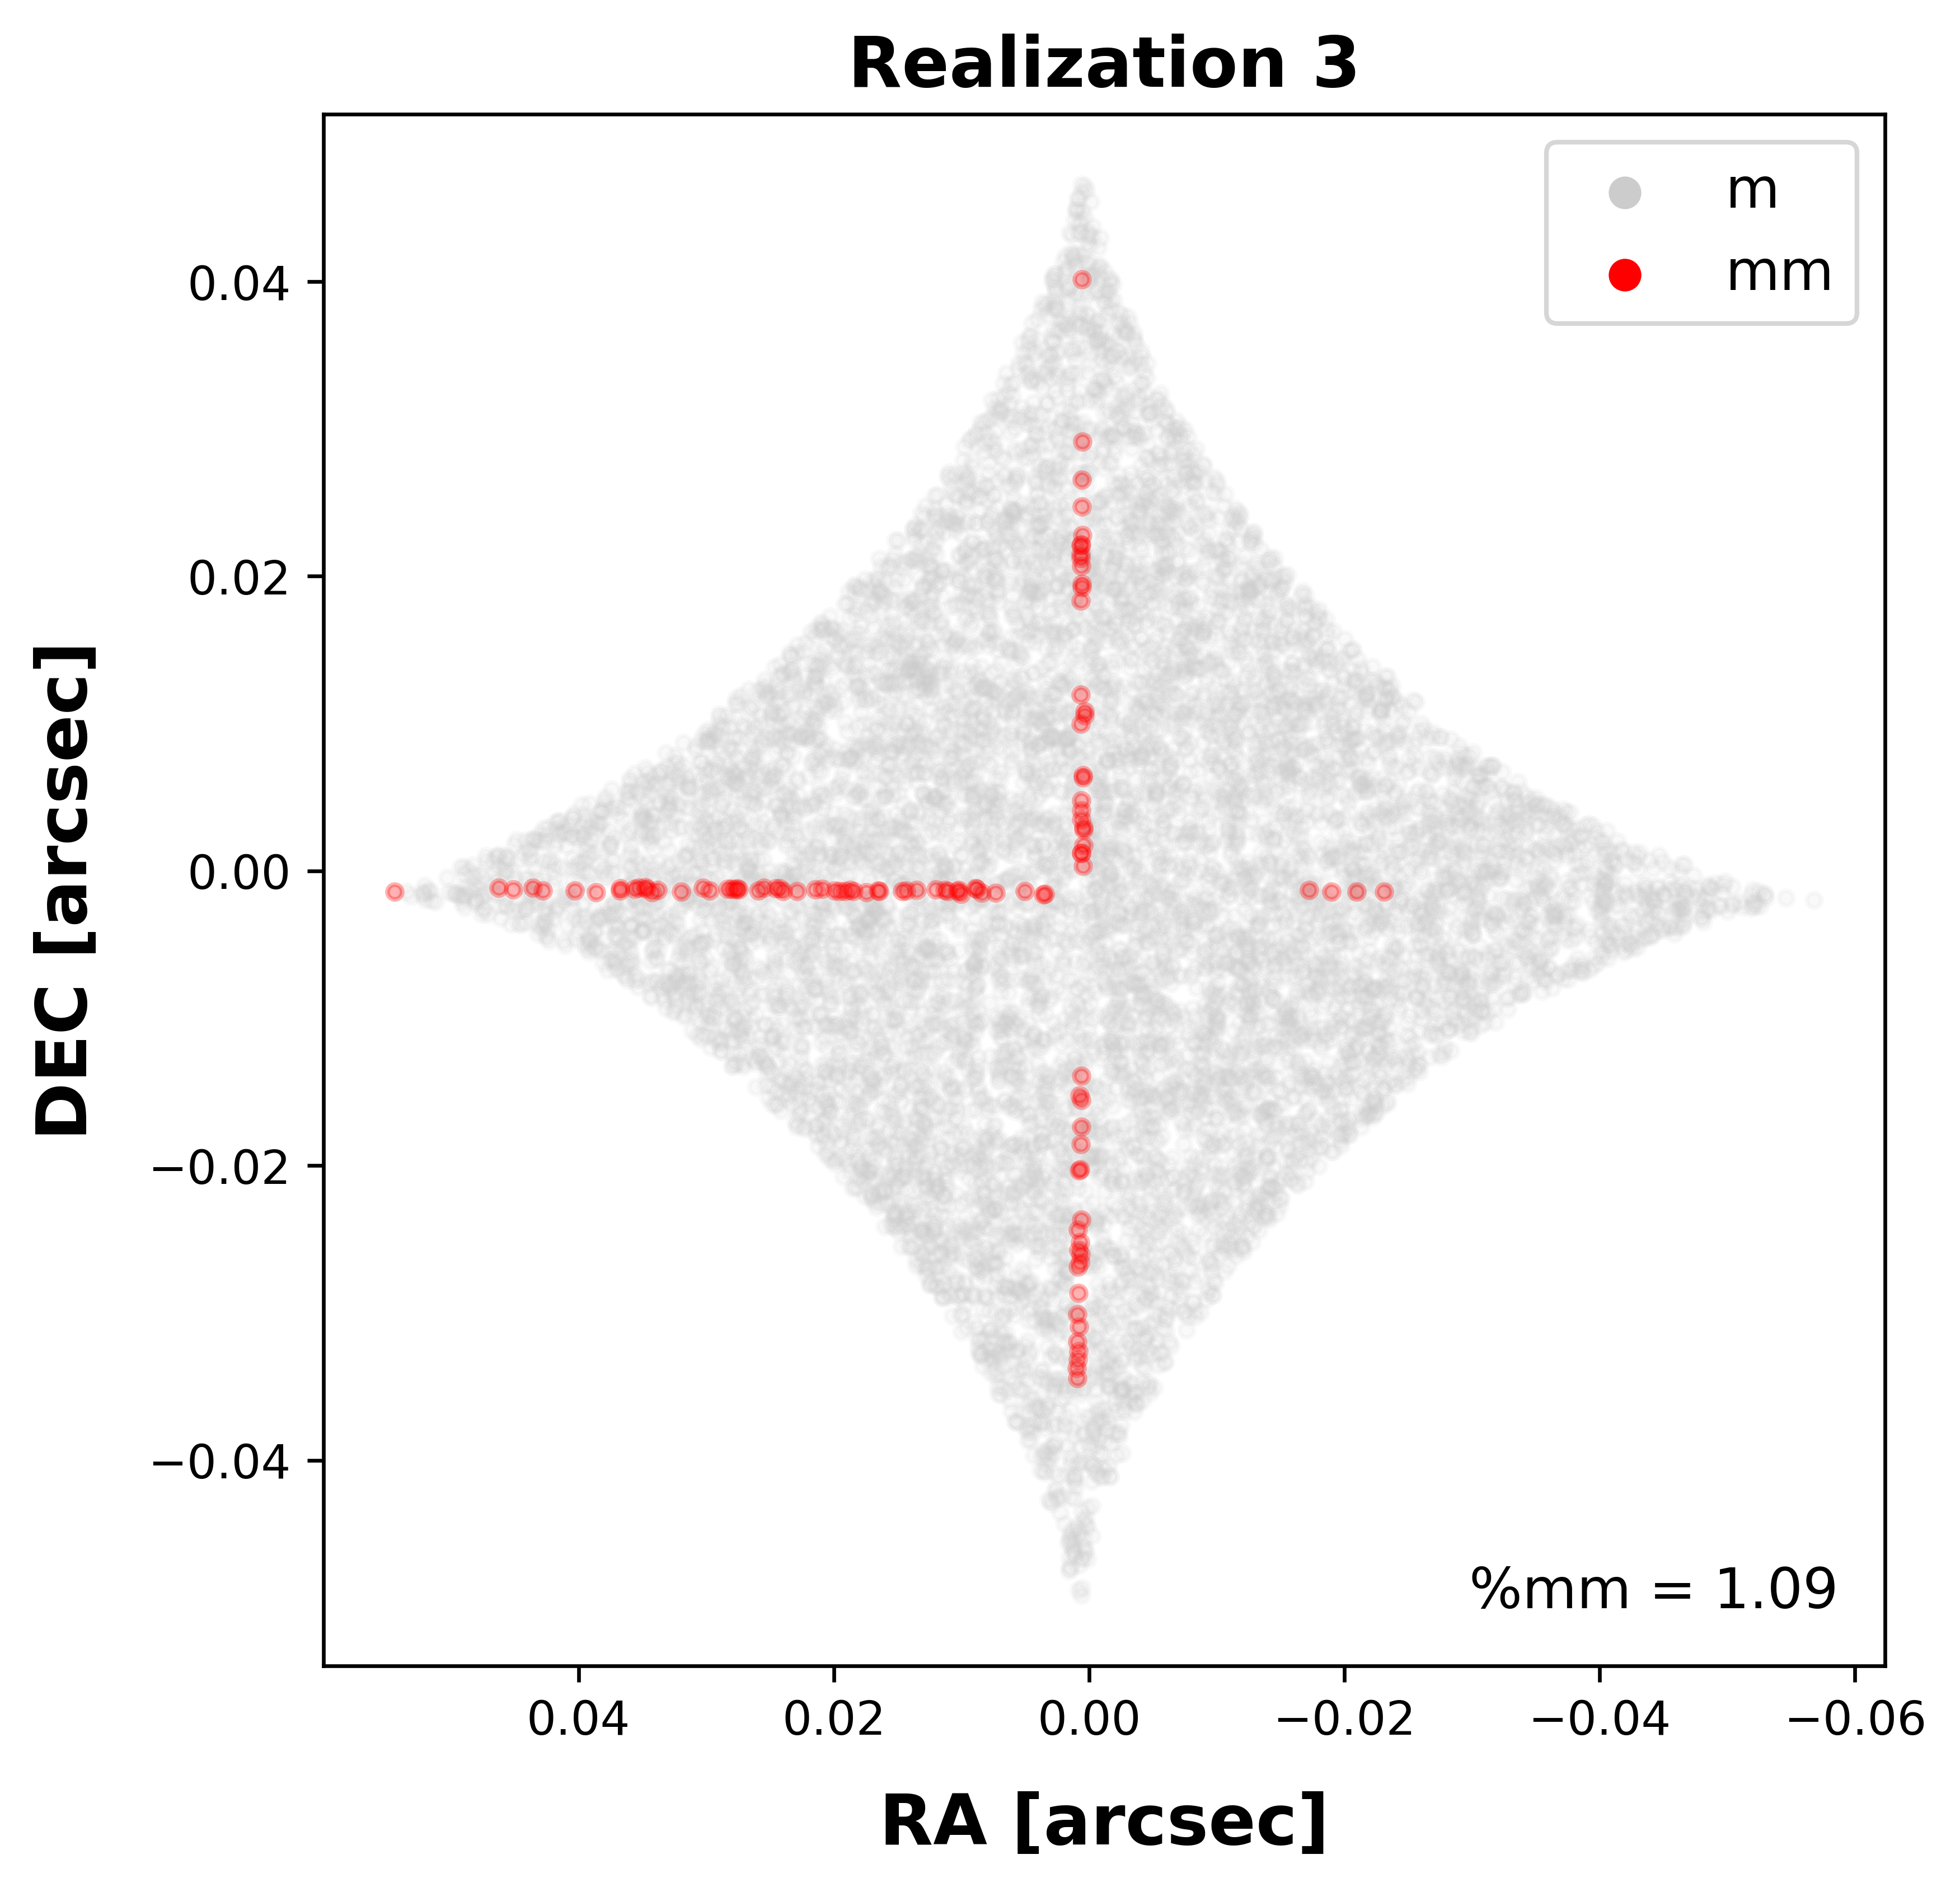 Realization 3
m
mm
0.04
0.02
0.00
−0.02
−0.04
DEC [arcsec]
%mm = 1.09
0.04 0.02 0.00 −0.02 −0.04 −0.06
RA [arcsec]